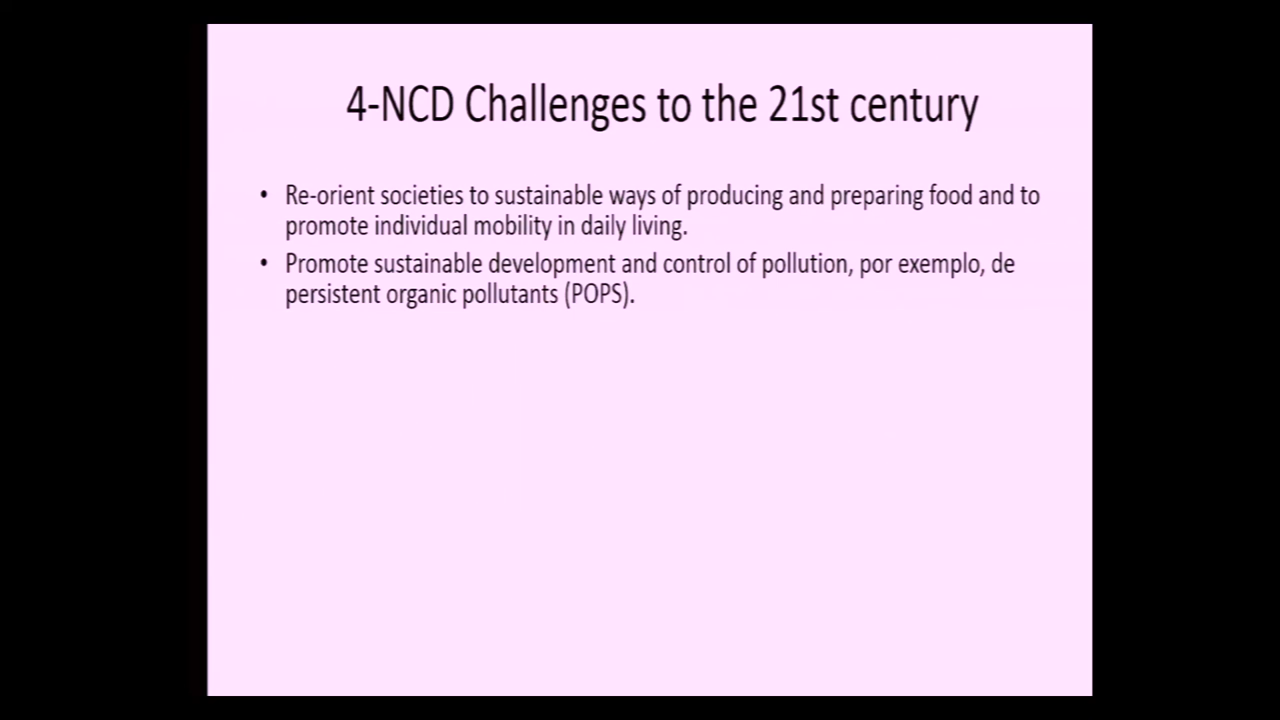 4-NCD Challenges to the 21st century
• Re-orient societies to sustainable ways of producing and preparing food and to
promote individual mobility in daily living.
• Promote sustainable development and control of pollution, por exemplo, de
persistent organic pollutants (POPS).